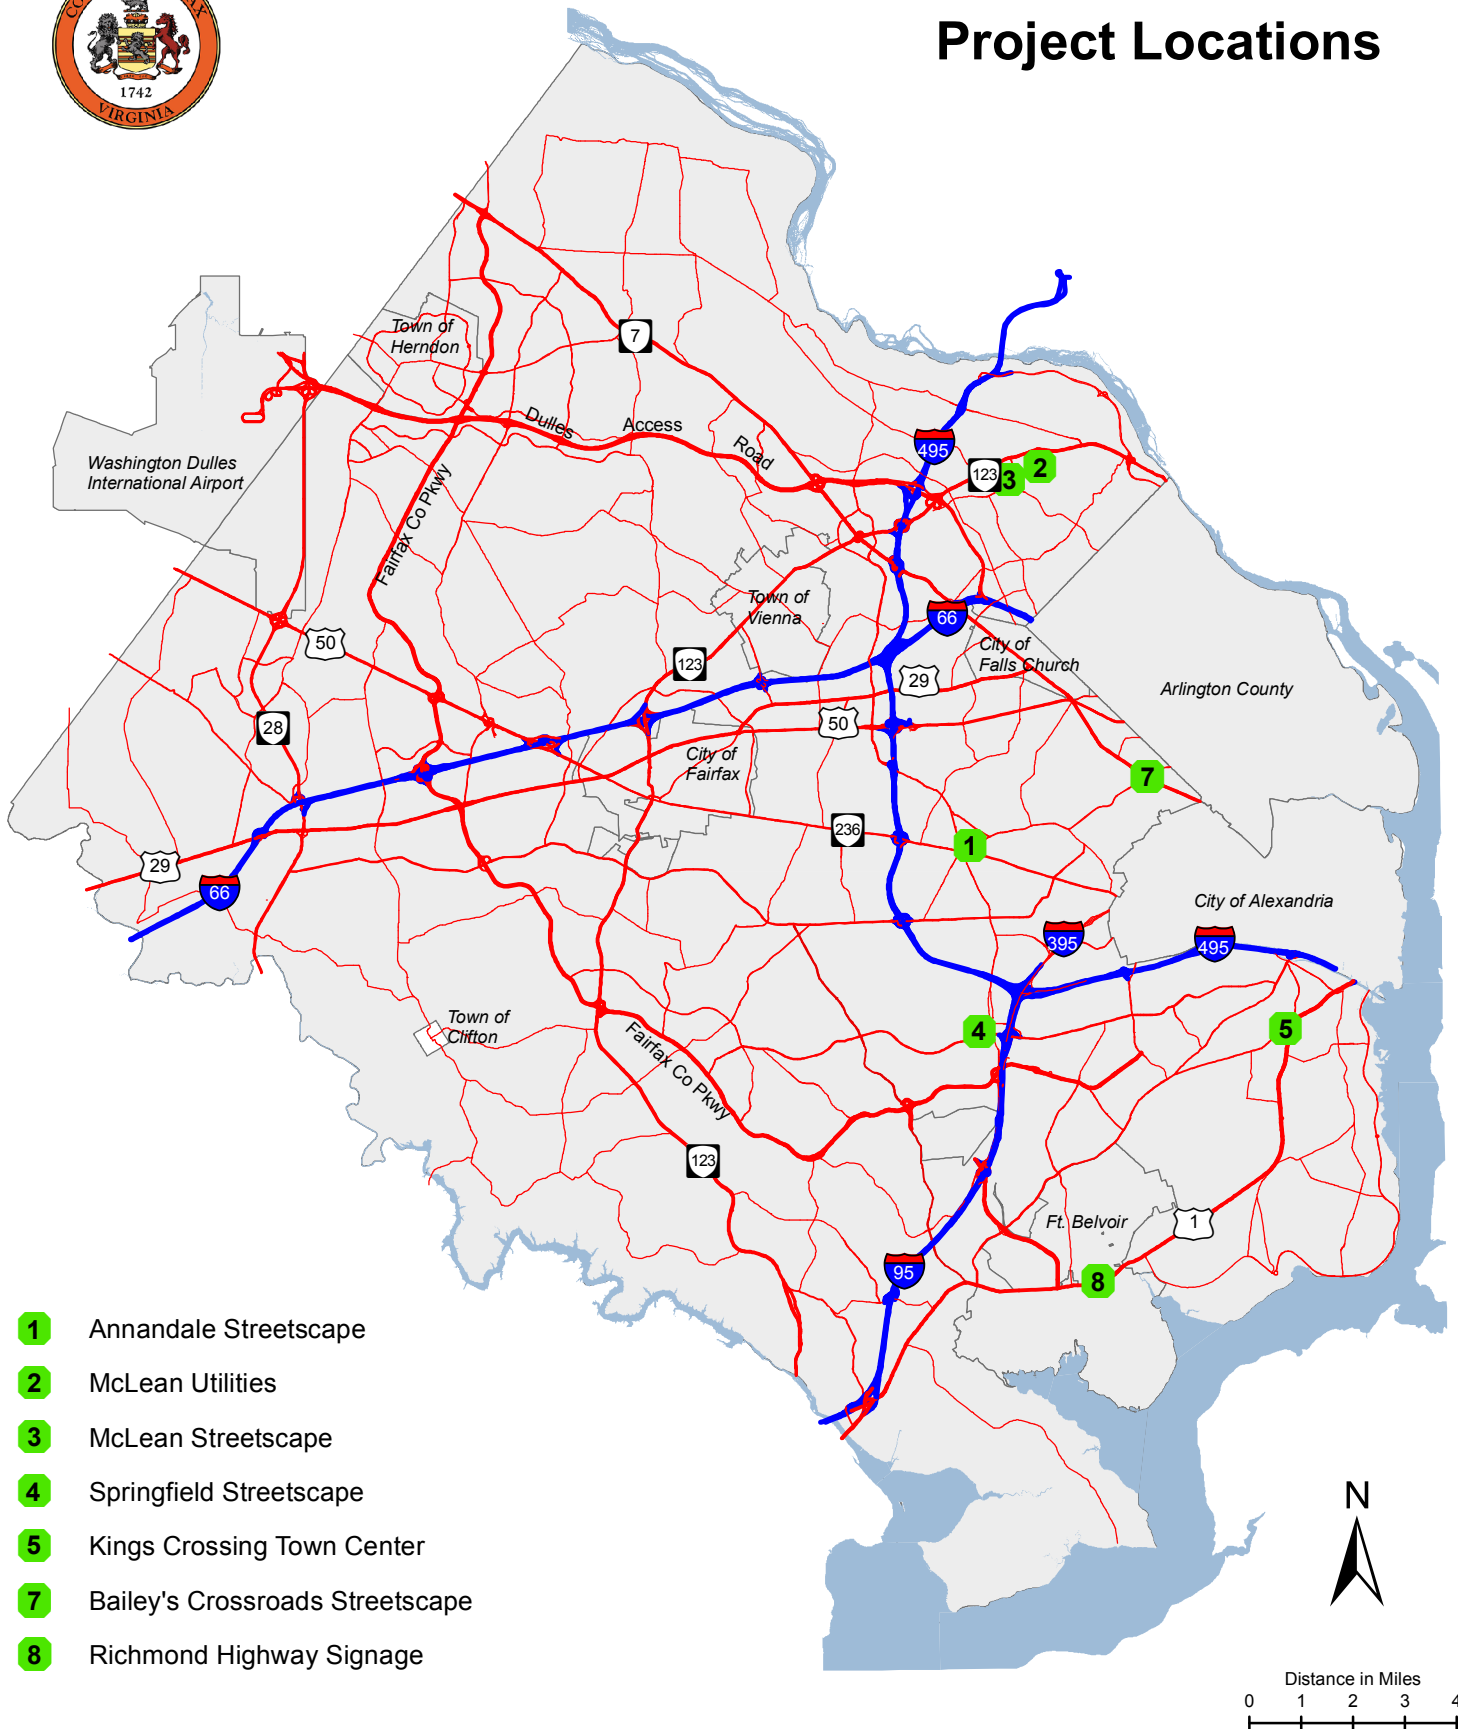 1742
VIRGINIA
Project Locations
Town of
Herndon
7
Dulles
Access
Road
495
123
3
2
Washington Dulles
International Airport
Fairfax Co Pkwy
Town of
Vienna
66
50
City of
Falls Church
123
29
Arlington County
28
50
City of
Fairfax
7
236
1
29
66
City of Alexandria
395
495
Town of
Clifton
4
5
Fairfax Co Pkwy
123
Ft. Belvoir
1
95
8
1 Annandale Streetscape
2 McLean Utilities
3 McLean Streetscape
4 Springfield Streetscape
5 Kings Crossing Town Center
7 Bailey's Crossroads Streetscape
8 Richmond Highway Signage
N
Distance in Miles
0 1 2 3 4